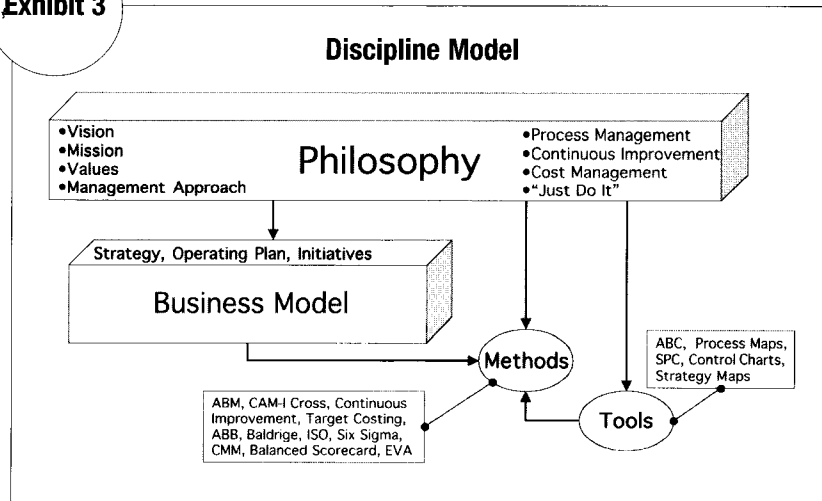 Exhibit 3
Discipline Model
•Vision
•Mission
•Values
•Management Approach
Philosophy
•Process Management
•Continuous Improvement
•Cost Management
•"Just Do It"
Strategy, Operating Plan, Initiatives
Business Model
Methods
ABC, Process Maps,
SPC, Control Charts,
Strategy Maps
ABM, CAM-I Cross, Continuous
Improvement, Target Costing,
ABB, Baldrige, ISO, Six Sigma,
CMM, Balanced Scorecard, EVA
Tools